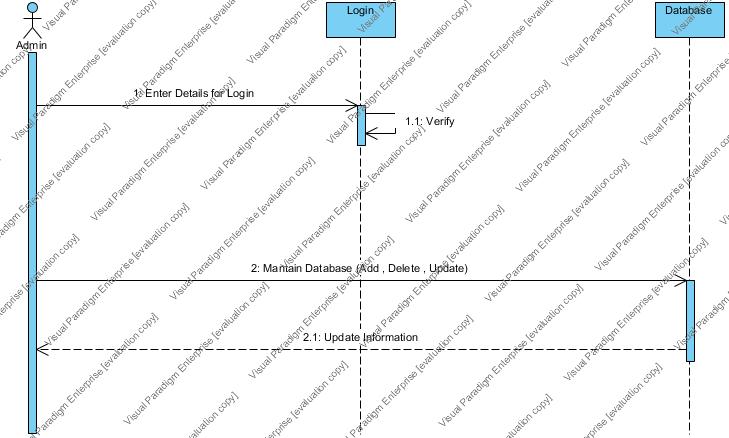 Login
Database
Admin
1: Enter Details for Login
1.1: Verify
2: Mantain Database (Add , Delete , Update)
2.1: Update Information
Visual Paradigm Enterprise [evaluation copy]